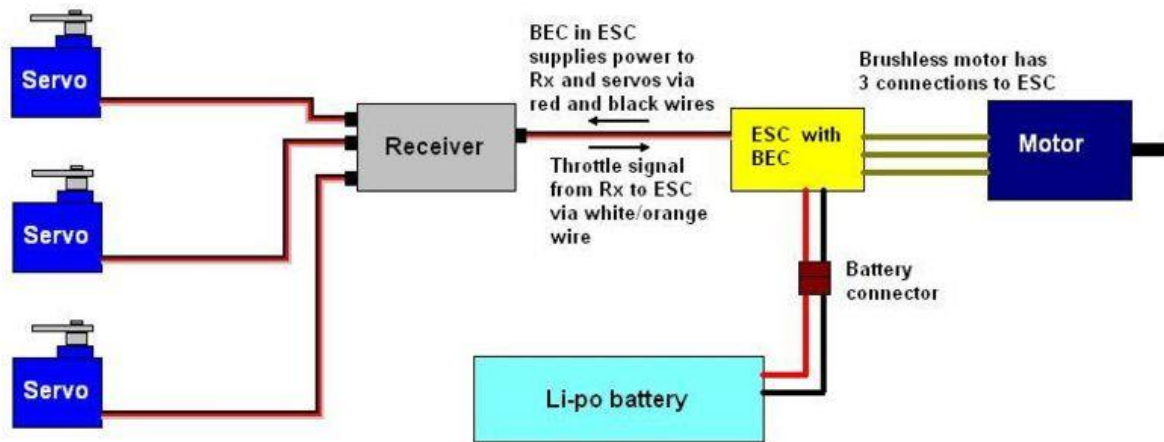 Servo
Servo
Servo
Receiver
BEC in ESC
supplies power to
Rx and servos via
red and black wires
Throttle signal
from Rx to ESC
via white/orange
wire
ESC with
BEC
Brushless motor has
3 connections to ESC
Motor
Battery
connector
Li-po battery